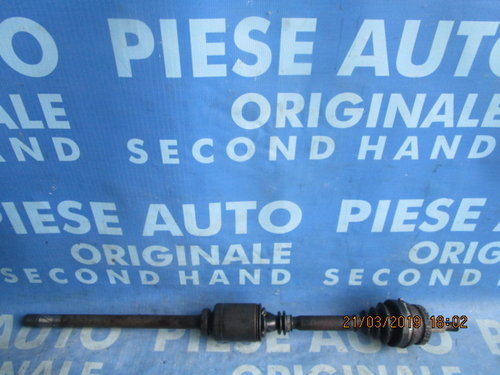 PIESE AUTO
ORIGINALE
SECOND HAND
PIESE AUTO
ORIGINALE
SECOND HAND
PIESE AUTO
ORIGINALE
SECOND HAND
21/03/2019 18:02